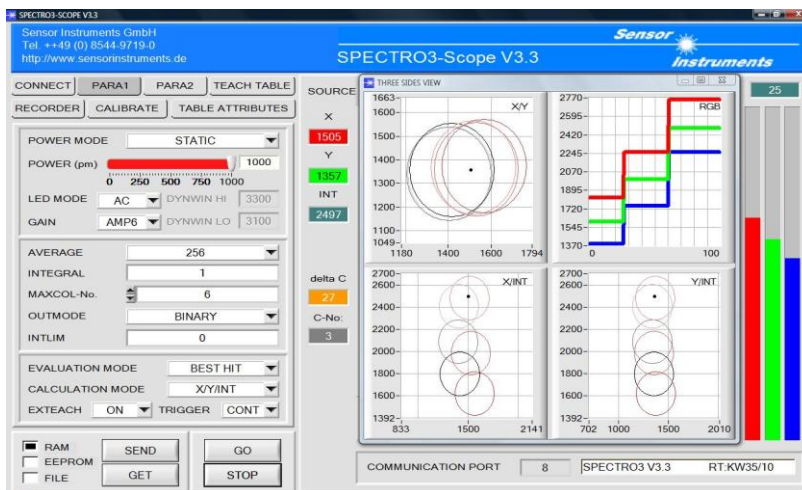 SPECTRO3-SCOPE V3.3
Sensor Instruments GmbH
Tel. ++49 (0) 8544-9719-0
http://www.sensorinstruments.de
SPECTRO3-Scope V3.3
Sensor
Instruments
CONNECT PARA1 PARA2 TEACH TABLE
RECORDER CALIBRATE TABLE ATTRIBUTES
POWER MODE STATIC
POWER (pm) 1000
0 250 500 750 1000
LED MODE AC DYNWIN HI 3300
GAIN AMP6 DYNWIN LO 3100
AVERAGE 256
INTEGRAL 1
MAXCOL-No. 6
OUTMODE BINARY
INTLIM 0
EVALUATION MODE BEST HIT
CALCULATION MODE X/Y/INT
EXTEACH ON TRIGGER CONT
RAM
EEPROM
FILE
SEND GO
GET STOP
SOURCE
X
1505
Y
1357
INT
2497
delta C
27
C-No:
3
THREE SIDES VIEW
X/Y
1663-
1600-
1500-
1400-
1300-
1200-
1100-
1049-
1180 1400 1600 1794
RGB
2770-
2595-
2420-
2245-
2070-
1895-
1720-
1545-
1370-
0 100
X/INT
2700-
2600-
2400-
2200-
2000-
1800-
1600-
1392-
833 1500 2141
Y/INT
2700-
2600-
2400-
2200-
2000-
1800-
1600-
1392-
702 1000 1500 2010
25
COMMUNICATION PORT 8 SPECTRO3 V3.3 RT:KW35/10